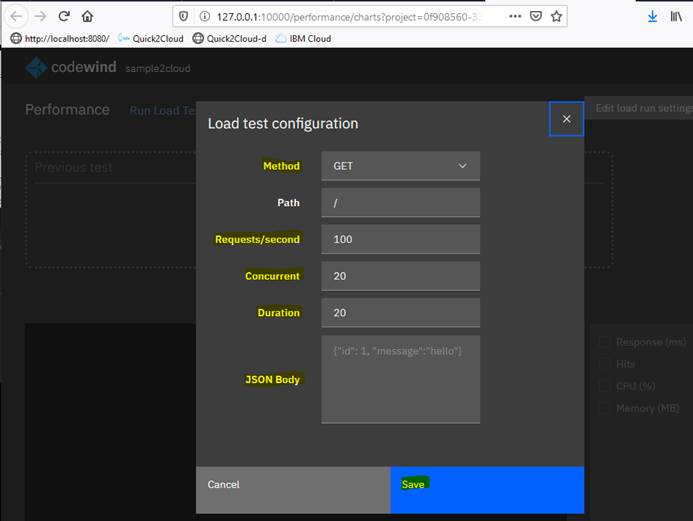 127.0.0.1:10000/performance/charts?project=0f908560-33
http://localhost:8080/ Quick2Cloud Quick2Cloud-d IBM Cloud
codewind sample2cloud
Performance Run Load Te Edit load run settings
Load test configuration
Previous test
Method GET
Path /
Requests/second 100
Concurrent 20
Duration 20
JSON Body {"id": 1, "message":"hello"}
Response (ms)
Hits
CPU (%)
Memory (MB)
Cancel Save